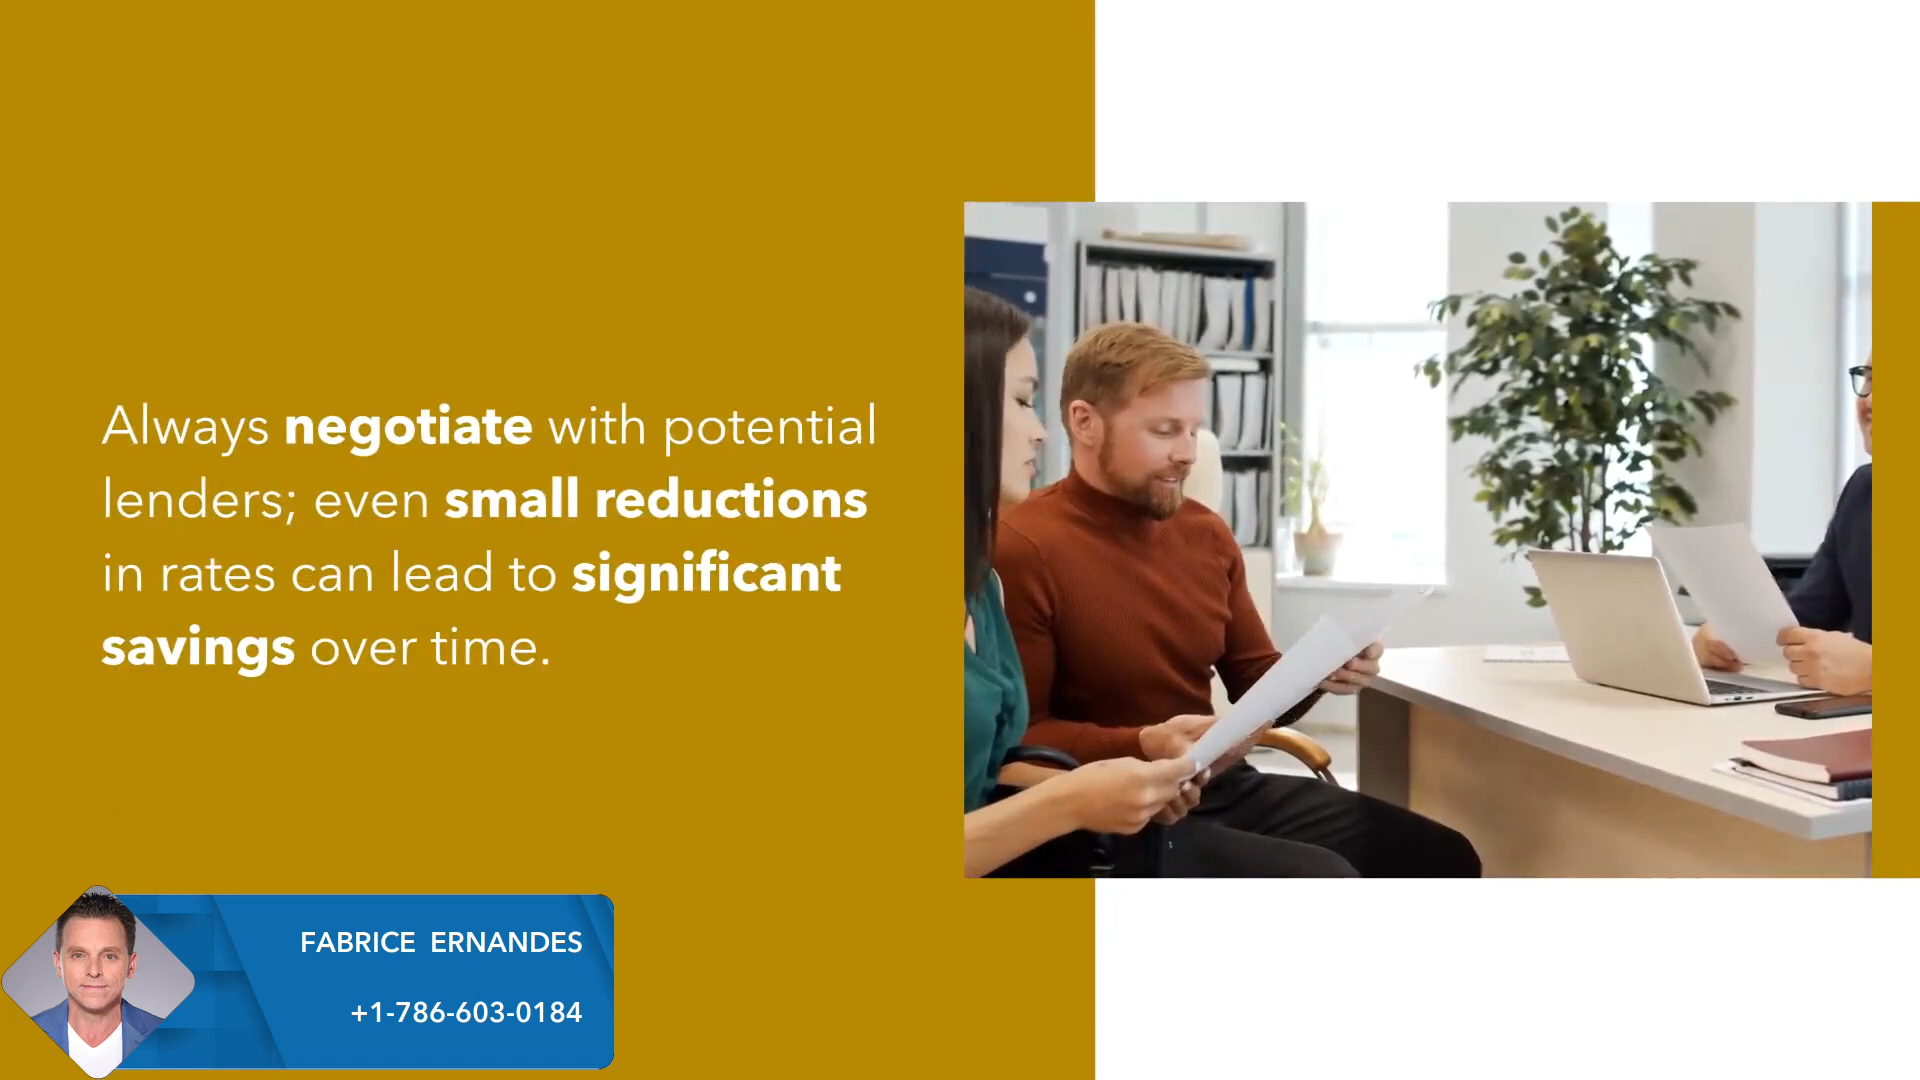 Always negotiate with potential
lenders; even small reductions
in rates can lead to significant
savings over time.
FABRICE ERNANDES
+1-786-603-0184